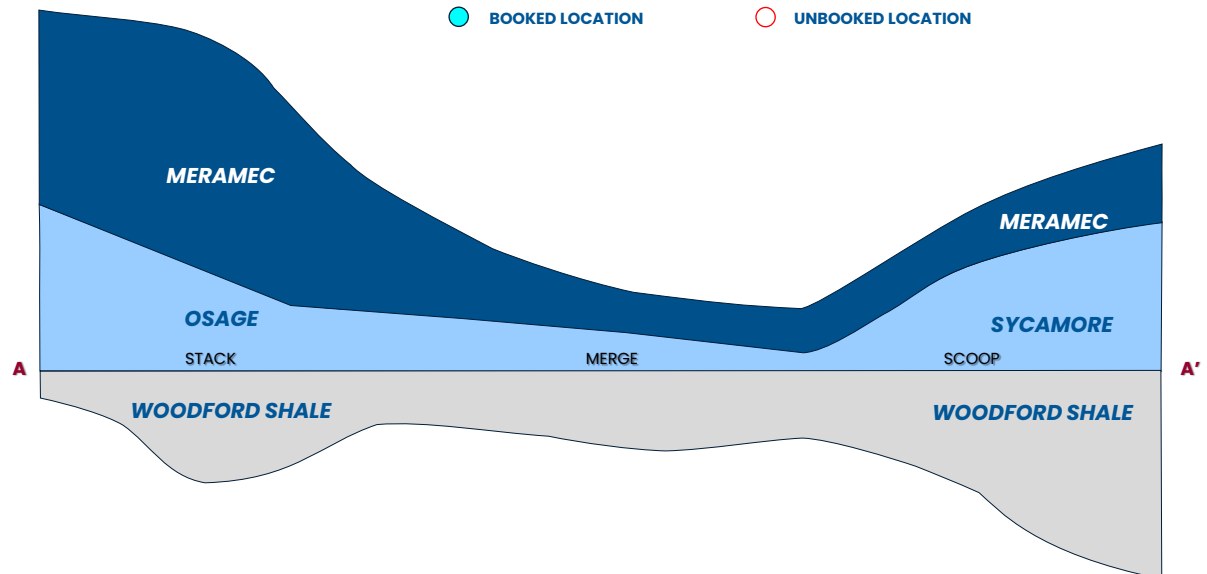 BOOKED LOCATION
UNBOOKED LOCATION
MERAMEC
MERAMEC
OSAGE
SYCAMORE
STACK
MERGE
SCOOP
A
A'
WOODFORD SHALE
WOODFORD SHALE